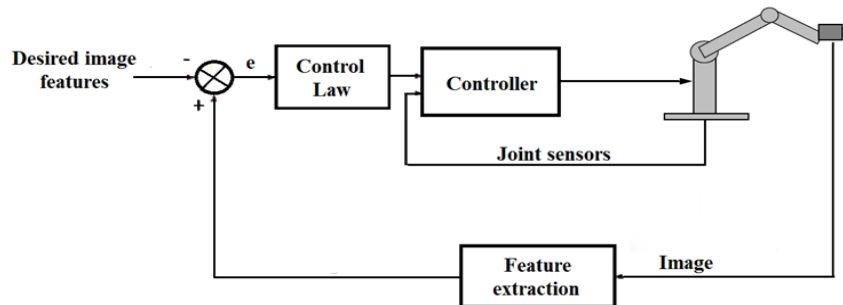 Desired image
features
-
+
e
Control
Law
Controller
Joint sensors
Feature
extraction
Image